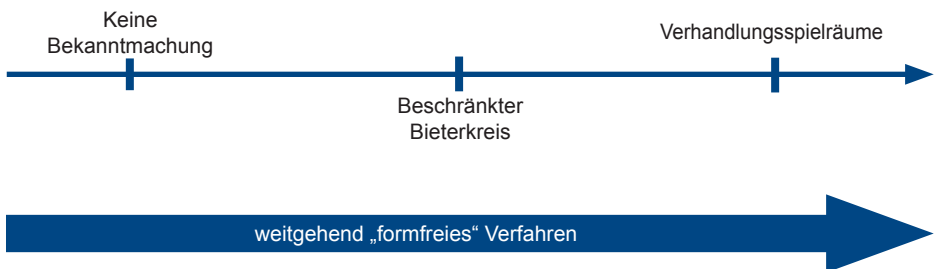 Keine
Bekanntmachung
Verhandlungsspielräume
Beschränkter
Bieterkreis
weitgehend „formfreies“ Verfahren